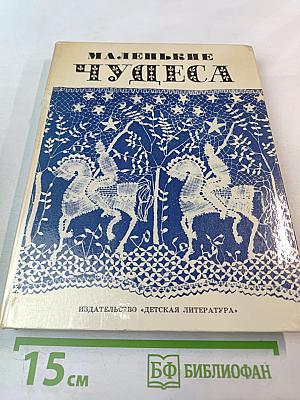 МАЛЕНЬКИЕ
ЧУДЕСА
ИЗДАТЕЛЬСТВО «ДЕТСКАЯ ЛИТЕРАТУРА»
15 см
БФ БИБЛИОФАН